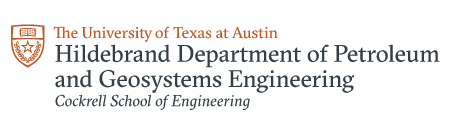 The University of Texas at Austin
Hildebrand Department of Petroleum
and Geosystems Engineering
Cockrell School of Engineering